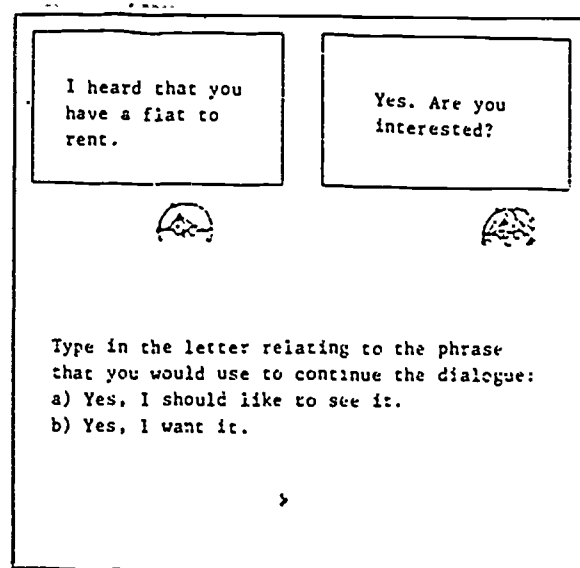 I heard that you
have a flat to
rent.
Yes. Are you
interested?
Type in the letter relating to the phrase
that you would use to continue the dialogue:
a) Yes, I should like to see it.
b) Yes, I want it.
>